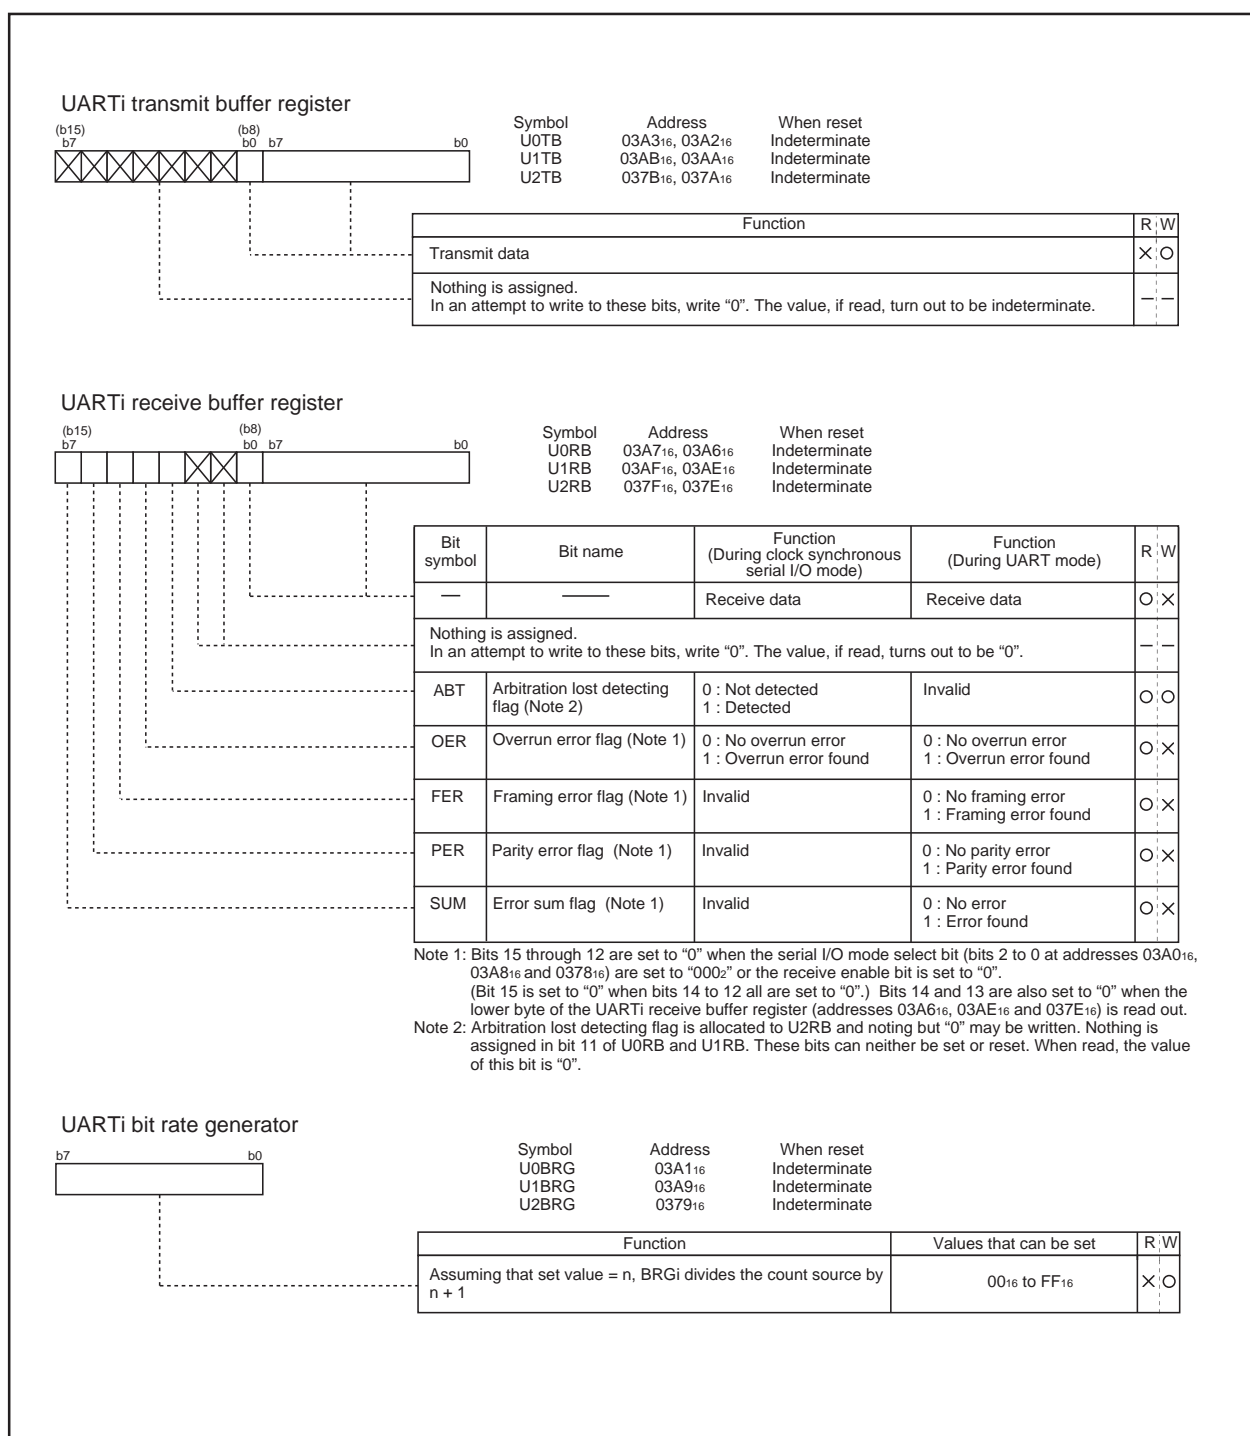 UARTi transmit buffer register
(b15) (b8)
b7 b0 b7 b0
Symbol Address When reset
U0TB 03A3₁₆, 03A2₁₆ Indeterminate
U1TB 03AB₁₆, 03AA₁₆ Indeterminate
U2TB 037B₁₆, 037A₁₆ Indeterminate
Function R W
Transmit data × O
Nothing is assigned.
In an attempt to write to these bits, write “0”. The value, if read, turn out to be indeterminate. — —
UARTi receive buffer register
(b15) (b8)
b7 b0 b7 b0
Symbol Address When reset
U0RB 03A7₁₆, 03A6₁₆ Indeterminate
U1RB 03AF₁₆, 03AE₁₆ Indeterminate
U2RB 037F₁₆, 037E₁₆ Indeterminate
Bit
symbol
Bit name
Function
(During clock synchronous
serial I/O mode)
Function
(During UART mode)
R W
— — Receive data Receive data O ×
Nothing is assigned.
In an attempt to write to these bits, write “0”. The value, if read, turns out to be “0”. — —
ABT Arbitration lost detecting 0 : Not detected Invalid O O
flag (Note 2) 1 : Detected
OER Overrun error flag (Note 1) 0 : No overrun error 0 : No overrun error O ×
1 : Overrun error found 1 : Overrun error found
FER Framing error flag (Note 1) Invalid 0 : No framing error O ×
1 : Framing error found
PER Parity error flag (Note 1) Invalid 0 : No parity error O ×
1 : Parity error found
SUM Error sum flag (Note 1) Invalid 0 : No error O ×
1 : Error found
Note 1: Bits 15 through 12 are set to “0” when the serial I/O mode select bit (bits 2 to 0 at addresses 03A0₁₆,
03A8₁₆ and 0378₁₆) are set to “000₂” or the receive enable bit is set to “0”.
(Bit 15 is set to “0” when bits 14 to 12 all are set to “0”.) Bits 14 and 13 are also set to “0” when the
lower byte of the UARTi receive buffer register (addresses 03A6₁₆, 03AE₁₆ and 037E₁₆) is read out.
Note 2: Arbitration lost detecting flag is allocated to U2RB and noting but “0” may be written. Nothing is
assigned in bit 11 of U0RB and U1RB. These bits can neither be set or reset. When read, the value
of this bit is “0”.
UARTi bit rate generator
b7 b0
Symbol Address When reset
U0BRG 03A1₁₆ Indeterminate
U1BRG 03A9₁₆ Indeterminate
U2BRG 0379₁₆ Indeterminate
Function Values that can be set R W
Assuming that set value = n, BRGi divides the count source by
n + 1
00₁₆ to FF₁₆ × O